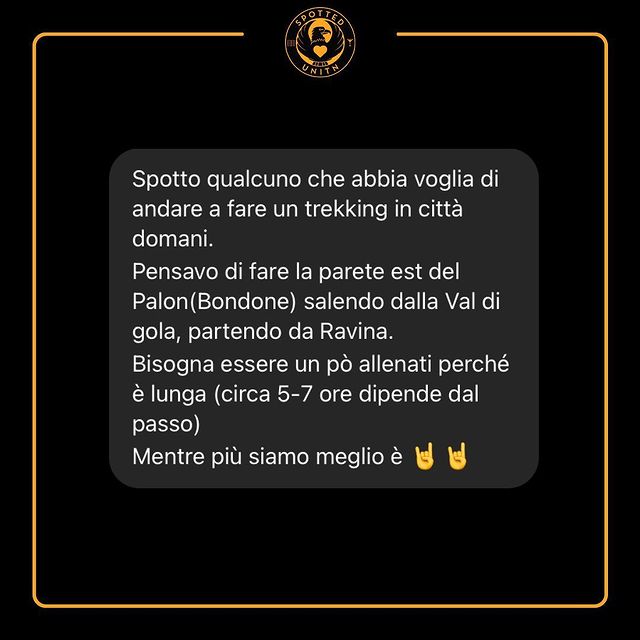 SPOTTED
UNITN
Spotto qualcuno che abbia voglia di
andare a fare un trekking in città
domani.
Pensavo di fare la parete est del
Palon(Bondone) salendo dalla Val di
gola, partendo da Ravina.
Bisogna essere un pò allenati perché
è lunga (circa 5-7 ore dipende dal
passo)
Mentre più siamo meglio è 🤘 🤘